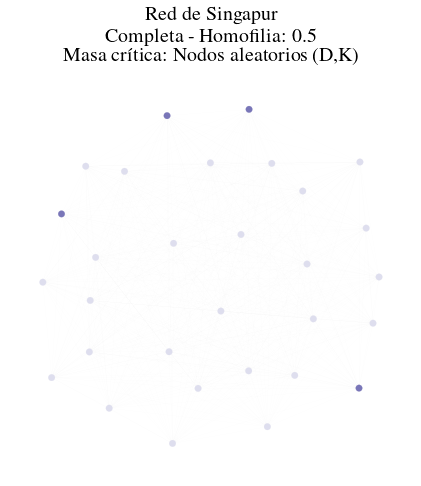 Red de Singapur
Completa - Homofilia: 0.5
Masa crítica: Nodos aleatorios (D,K)